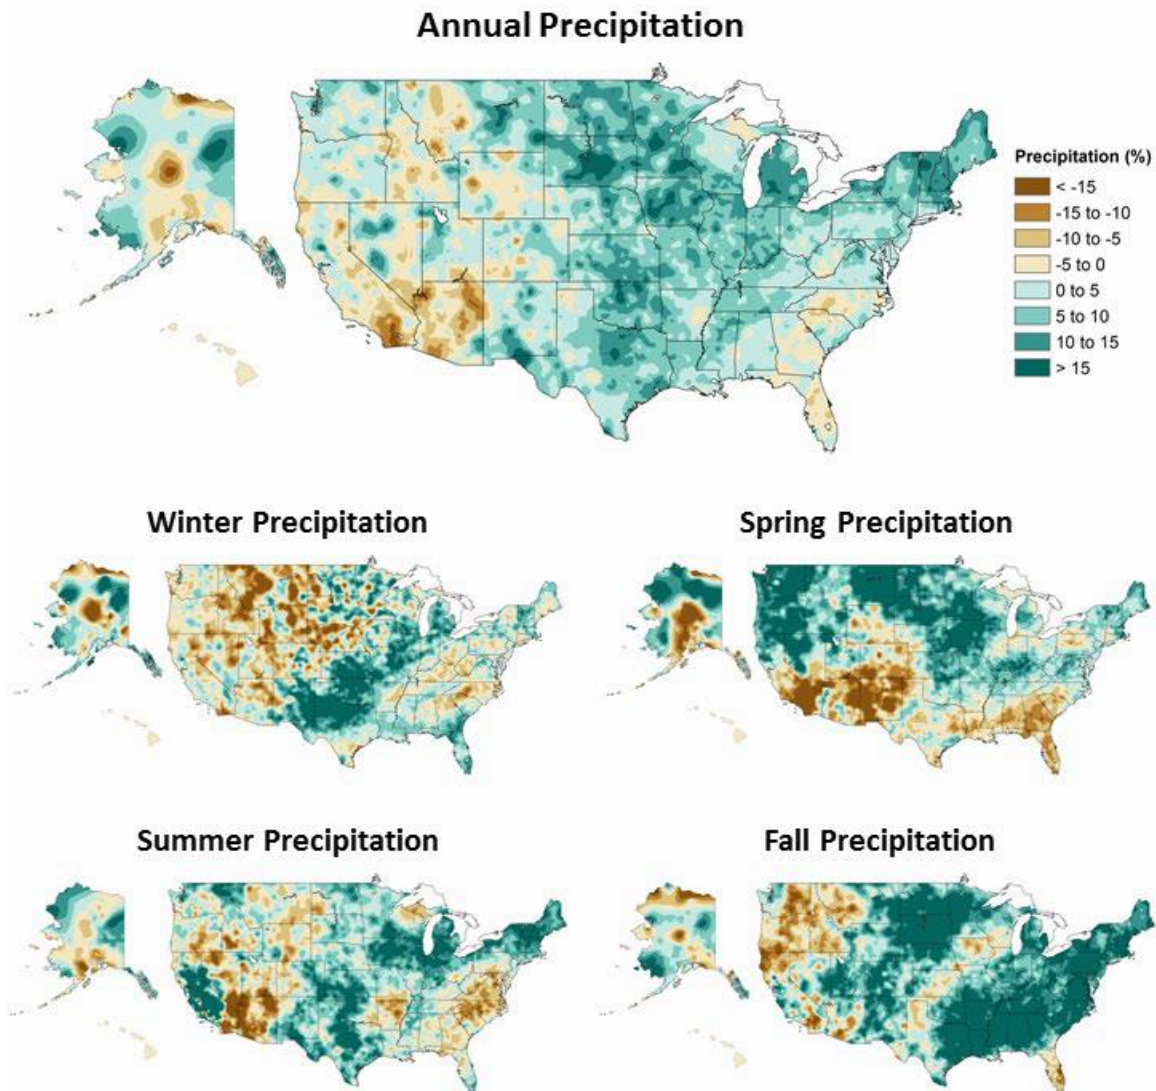 Annual Precipitation
Precipitation (%)
< -15
-15 to -10
-10 to -5
-5 to 0
0 to 5
5 to 10
10 to 15
> 15
Winter Precipitation
Spring Precipitation
Summer Precipitation
Fall Precipitation